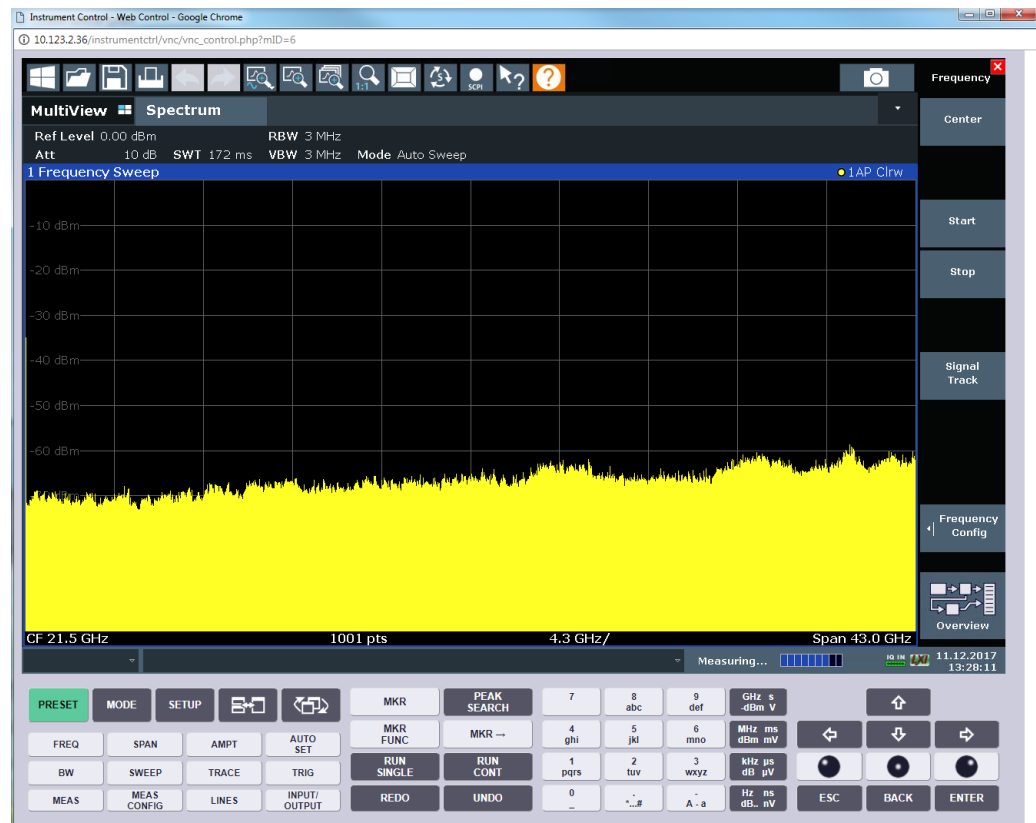 Instrument Control - Web Control - Google Chrome
10.123.2.36/instrumentctrl/vnc/vnc_control.php?mID=6
1:1
S
SCPI
?
?
Frequency
MultiView
Spectrum
Center
Ref Level 0.00 dBm
RBW 3 MHz
Att 10 dB SWT 172 ms VBW 3 MHz Mode Auto Sweep
1 Frequency Sweep
1AP Clrw
-10 dBm
Start
-20 dBm
Stop
-30 dBm
-40 dBm
Signal
Track
-50 dBm
-60 dBm
Frequency
Config
Overview
CF 21.5 GHz
1001 pts
4.3 GHz/
Span 43.0 GHz
Measuring...
IQ IN
LXI
11.12.2017
13:28:11
PRESET
MODE
SETUP
MKR
PEAK
SEARCH
7
8
abc
9
def
GHz s
-dBm V
FREQ
SPAN
AMPT
AUTO
SET
MKR
FUNC
MKR →
4
ghi
5
jkl
6
mno
MHz ms
dBm mV
BW
SWEEP
TRACE
TRIG
RUN
SINGLE
RUN
CONT
1
pqrs
2
tuv
3
wxyz
kHz µs
dB µV
MEAS
MEAS
CONFIG
LINES
INPUT/
OUTPUT
REDO
UNDO
0
_
.
*...#
-
A - a
Hz ns
dB.. nV
ESC
BACK
ENTER